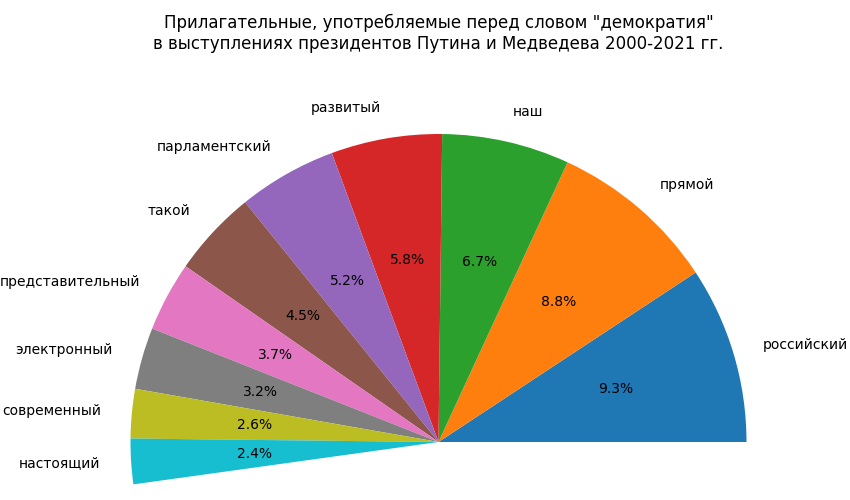 Прилагательные, употребляемые перед словом "демократия"
в выступлениях президентов Путина и Медведева 2000-2021 гг.
развитый
наш
парламентский
прямой
такой
представительный
электронный
российский
современный
настоящий
5.8%
6.7%
5.2%
8.8%
4.5%
3.7%
3.2%
9.3%
2.6%
2.4%